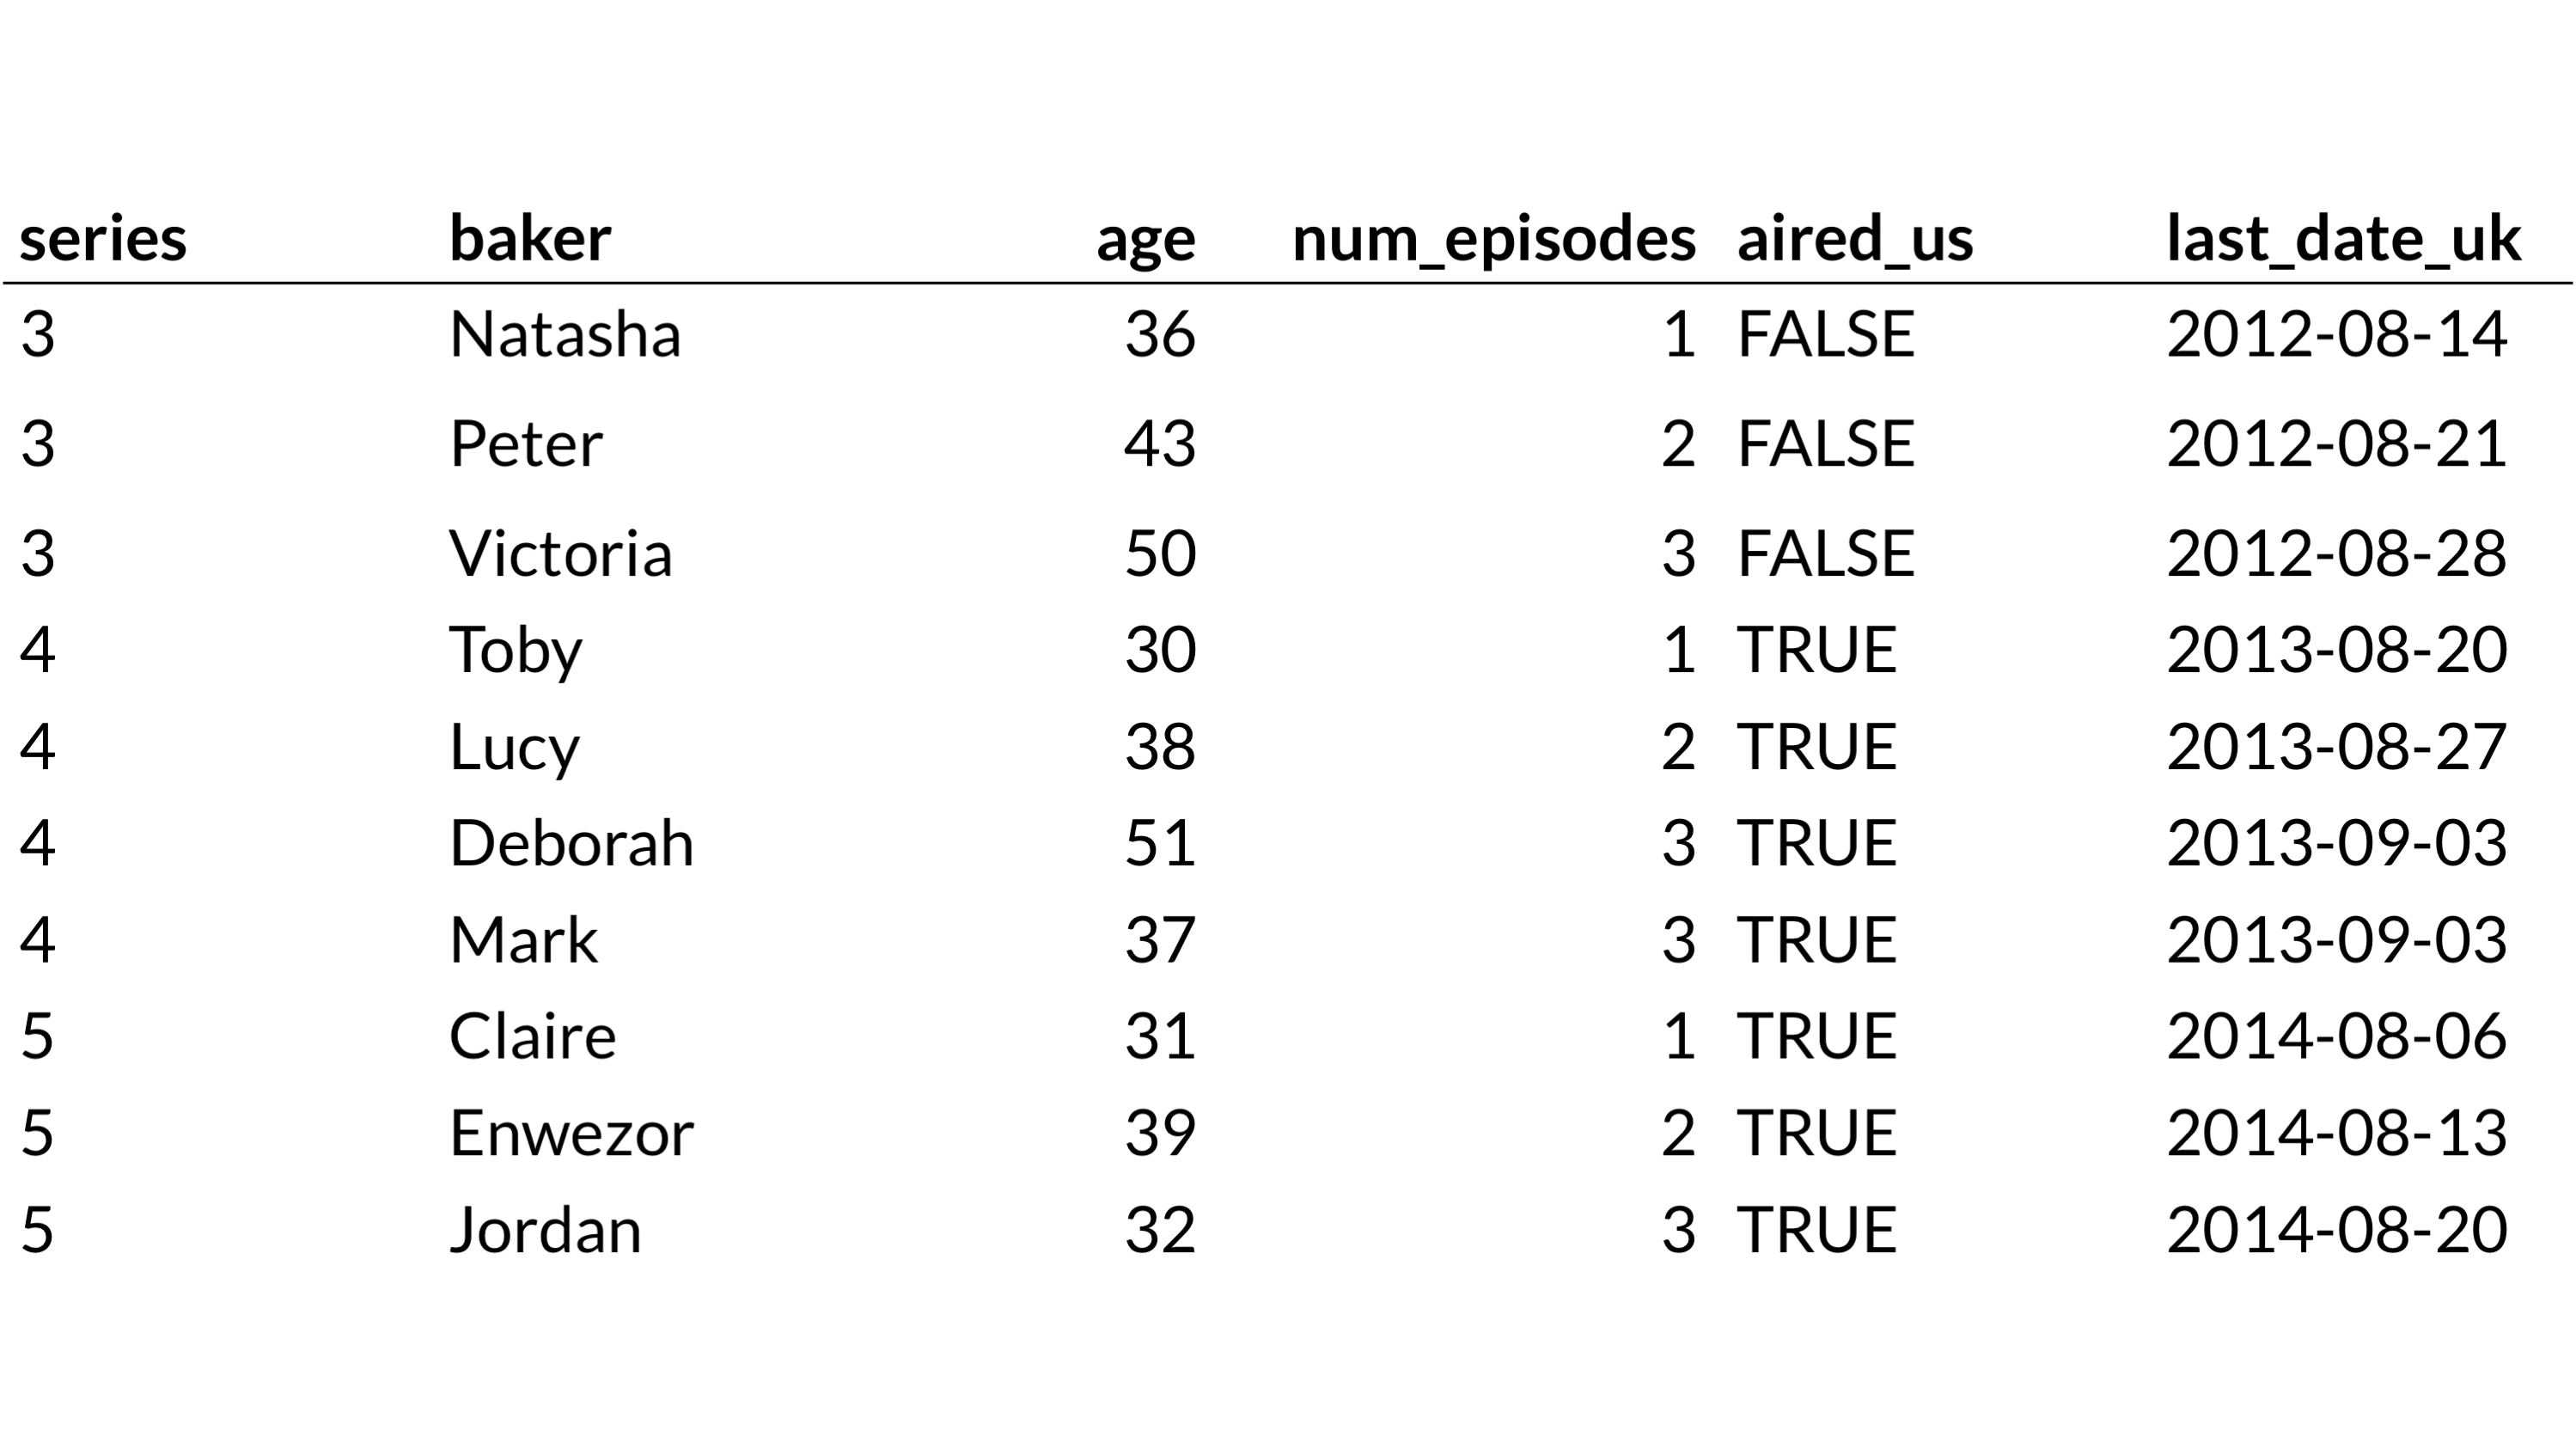 series baker age num_episodes aired_us last_date_uk
3 Natasha 36 1 FALSE 2012-08-14
3 Peter 43 2 FALSE 2012-08-21
3 Victoria 50 3 FALSE 2012-08-28
4 Toby 30 1 TRUE 2013-08-20
4 Lucy 38 2 TRUE 2013-08-27
4 Deborah 51 3 TRUE 2013-09-03
4 Mark 37 3 TRUE 2013-09-03
5 Claire 31 1 TRUE 2014-08-06
5 Enwezor 39 2 TRUE 2014-08-13
5 Jordan 32 3 TRUE 2014-08-20